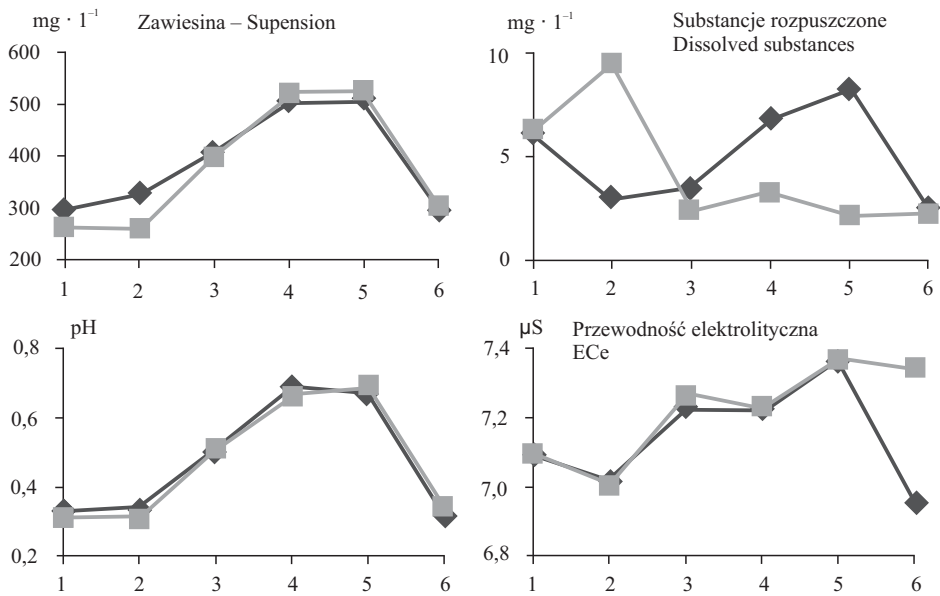 mg · 1⁻¹
Zawiesina – Supension
600
500
400
300
200
1 2 3 4 5 6
mg · 1⁻¹
Substancje rozpuszczone
Dissolved substances
10
5
0
1 2 3 4 5 6
pH
0,8
0,6
0,4
0,2
1 2 3 4 5 6
µS
Przewodność elektrolityczna
ECe
7,4
7,2
7,0
6,8
1 2 3 4 5 6